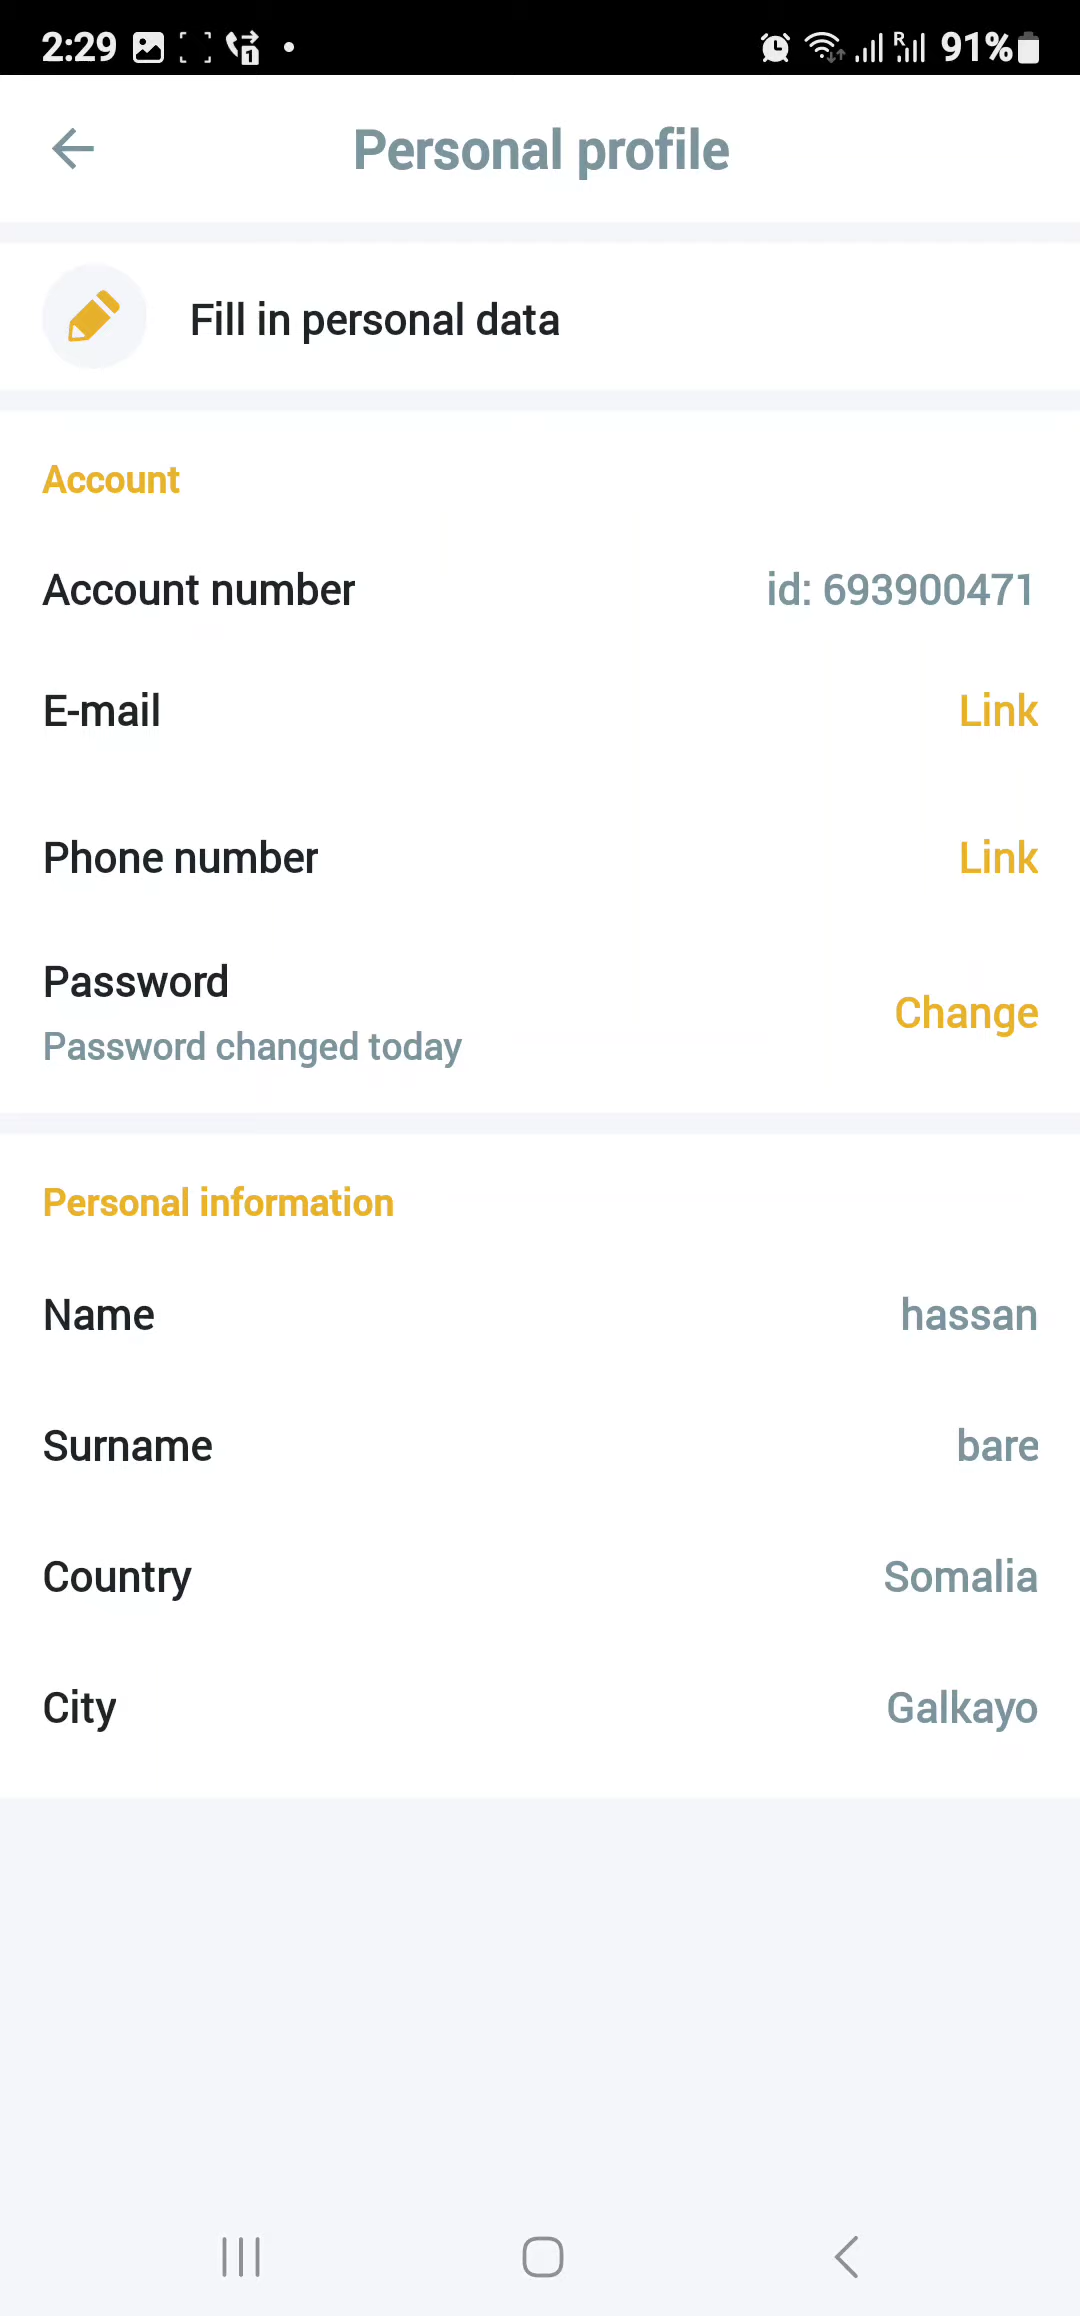 2:29 1 R 91%
Personal profile
Fill in personal data
Account
Account number id: 693900471
E-mail Link
Phone number Link
Password
Change
Password changed today
Personal information
Name hassan
Surname bare
Country Somalia
City Galkayo